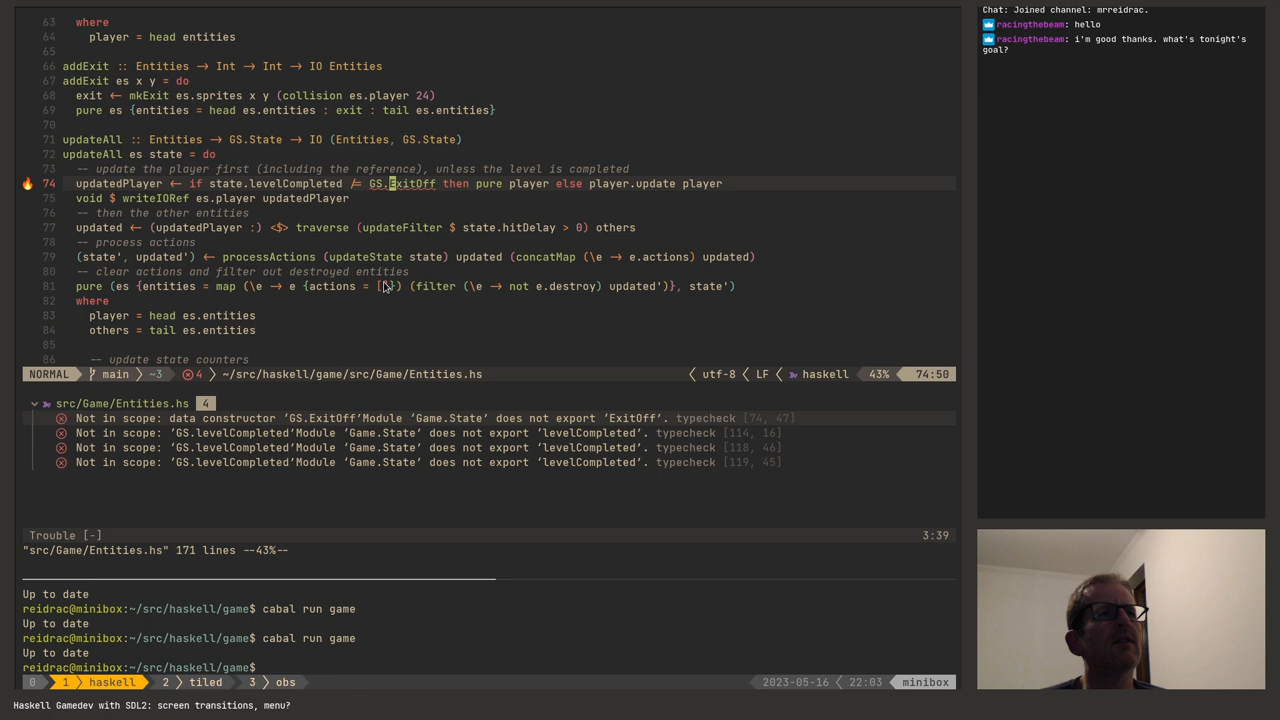 63 where
64 player = head entities
65
66 addExit :: Entities → Int → Int → IO Entities
67 addExit es x y = do
68 exit ← mkExit es.sprites x y (collision es.player 24)
69 pure es {entities = head es.entities : exit : tail es.entities}
70
71 updateAll :: Entities → GS.State → IO (Entities, GS.State)
72 updateAll es state = do
73 -- update the player first (including the reference), unless the level is completed
74 updatedPlayer ← if state.levelCompleted /= GS.ExitOff then pure player else player.update player
75 void $ writeIORef es.player updatedPlayer
76 -- then the other entities
77 updated ← (updatedPlayer :) <$> traverse (updateFilter $ state.hitDelay > 0) others
78 -- process actions
79 (state', updated') ← processActions (updateState state) updated (concatMap (\e → e.actions) updated)
80 -- clear actions and filter out destroyed entities
81 pure (es {entities = map (\e → e {actions = []}) (filter (\e → not e.destroy) updated')}, state')
82 where
83 player = head es.entities
84 others = tail es.entities
85
86 -- update state counters
NORMAL main ~3 4 ~/src/haskell/game/src/Game/Entities.hs utf-8 LF haskell 43% 74:50
src/Game/Entities.hs 4
Not in scope: data constructor ‘GS.ExitOff’Module ‘Game.State’ does not export ‘ExitOff’. typecheck [74, 47]
Not in scope: ‘GS.levelCompleted’Module ‘Game.State’ does not export ‘levelCompleted’. typecheck [114, 16]
Not in scope: ‘GS.levelCompleted’Module ‘Game.State’ does not export ‘levelCompleted’. typecheck [118, 46]
Not in scope: ‘GS.levelCompleted’Module ‘Game.State’ does not export ‘levelCompleted’. typecheck [119, 45]
Trouble [-] 3:39
"src/Game/Entities.hs" 171 lines --43%--
Up to date
reidrac@minibox:~/src/haskell/game$ cabal run game
Up to date
reidrac@minibox:~/src/haskell/game$ cabal run game
Up to date
reidrac@minibox:~/src/haskell/game$
0 1 haskell 2 tiled 3 obs 2023-05-16 22:03 minibox
Haskell Gamedev with SDL2: screen transitions, menu?
Chat: Joined channel: mrreidrac.
racingthebeam: hello
racingthebeam: i'm good thanks. what's tonight's
goal?